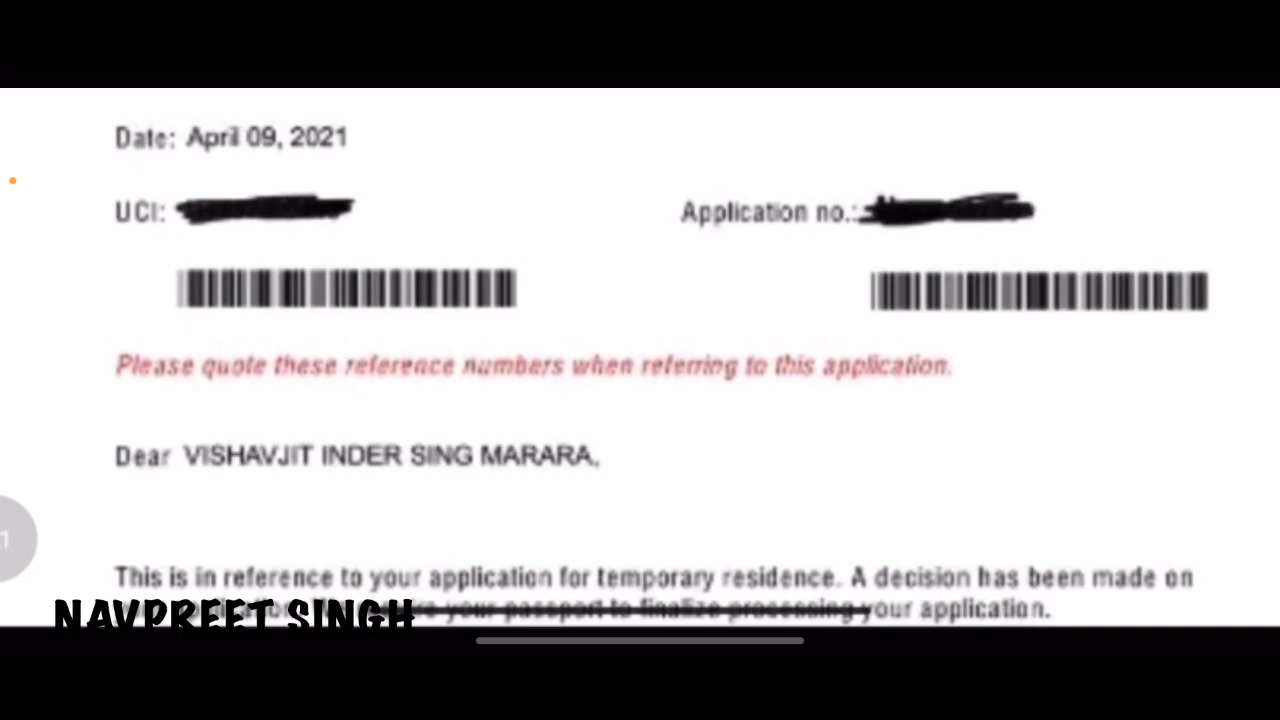 Date: April 09, 2021
UCI:
Application no.:
Please quote these reference numbers when referring to this application.
Dear VISHAVJIT INDER SING MARARA,
1
This is in reference to your application for temporary residence. A decision has been made on
your passport to finalize processing your application.
NAVPREET SINGH